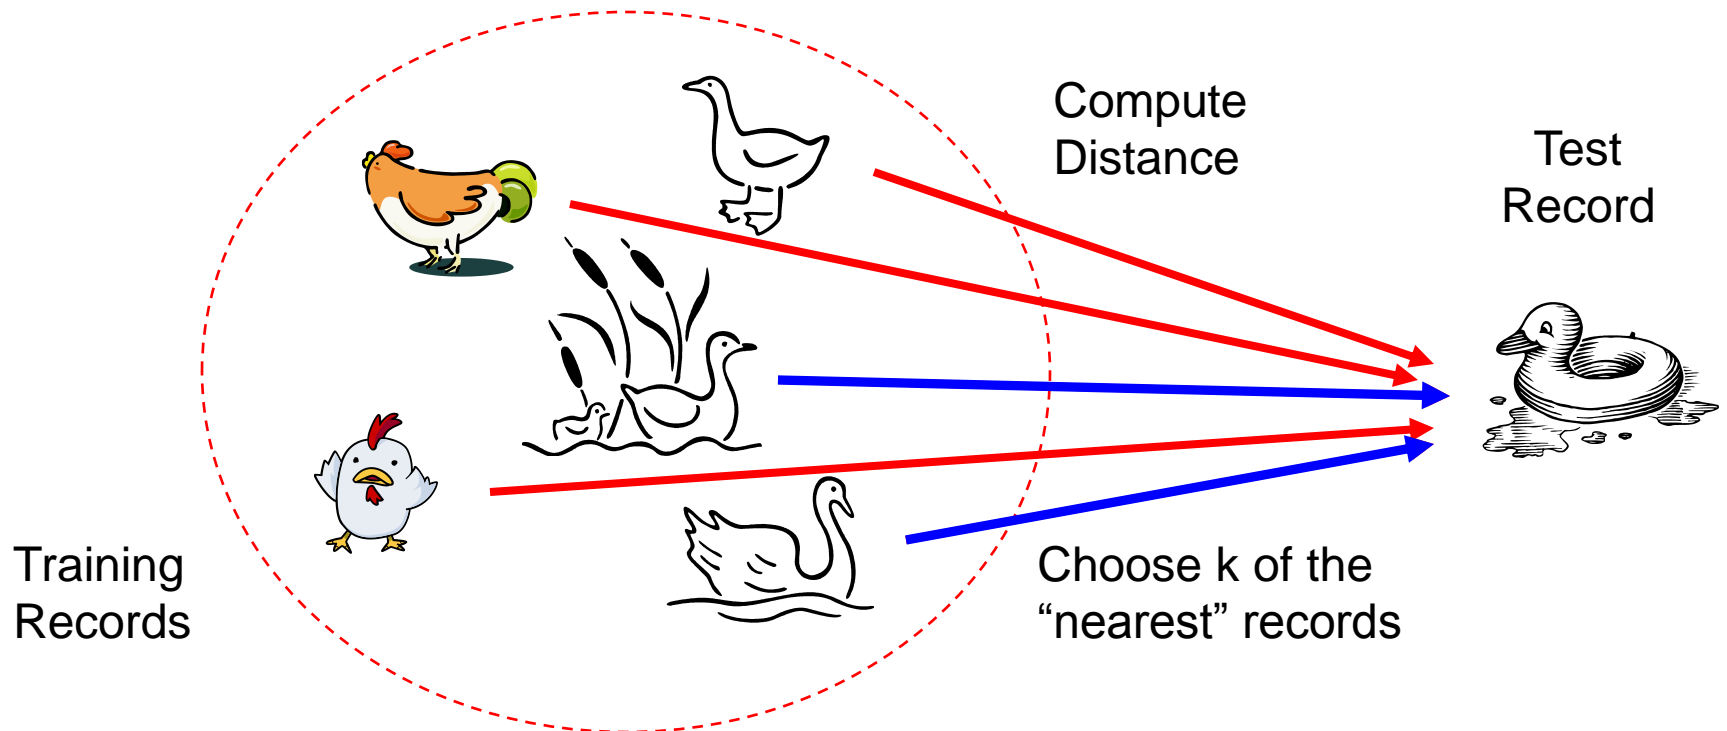 Compute
Distance
Test
Record
Training
Records
Choose k of the
“nearest” records